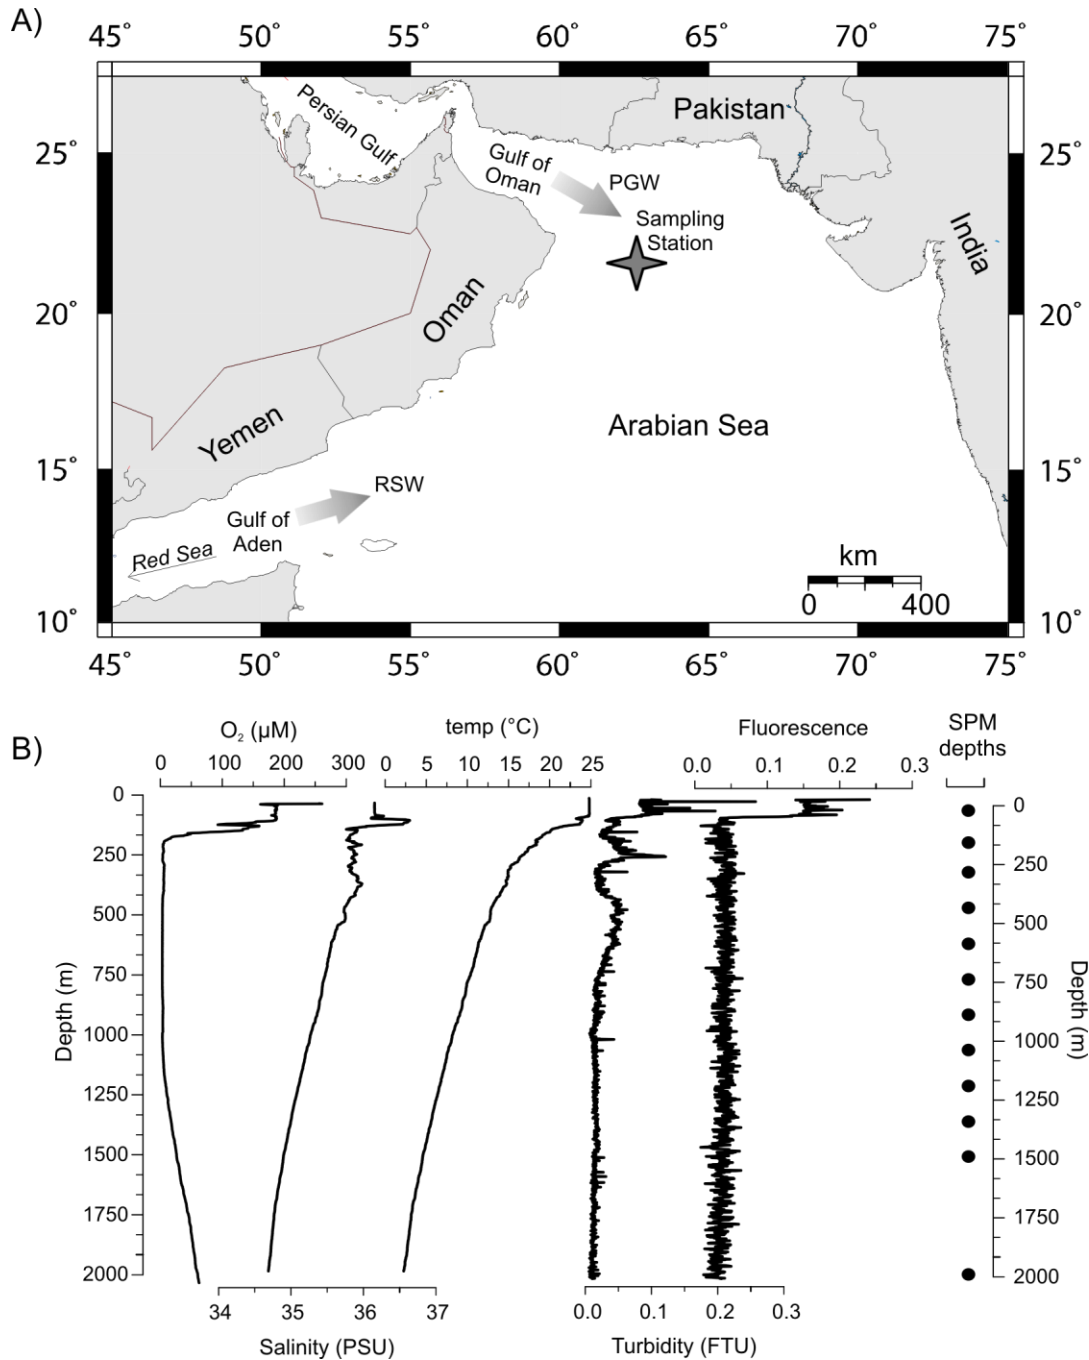 A)
45° 50° 55° 60° 65° 70° 75°
Persian Gulf
Pakistan
25° 25°
Gulf of
Oman
PGW
Sampling
Station
India
Oman
20° 20°
Arabian Sea
Yemen
15° 15°
RSW
Gulf of
Aden
Red Sea
km
0 400
10° 10°
45° 50° 55° 60° 65° 70° 75°
B)
O₂ (µM) temp (°C) Fluorescence SPM
depths
0 100 200 300 0 5 10 15 20 25 0.0 0.1 0.2 0.3
0 0
250 250
500 500
750 750
1000 1000
1250 1250
1500 1500
1750 1750
2000 2000
Depth (m)
Depth (m)
34 35 36 37 0.0 0.1 0.2 0.3
Salinity (PSU) Turbidity (FTU)